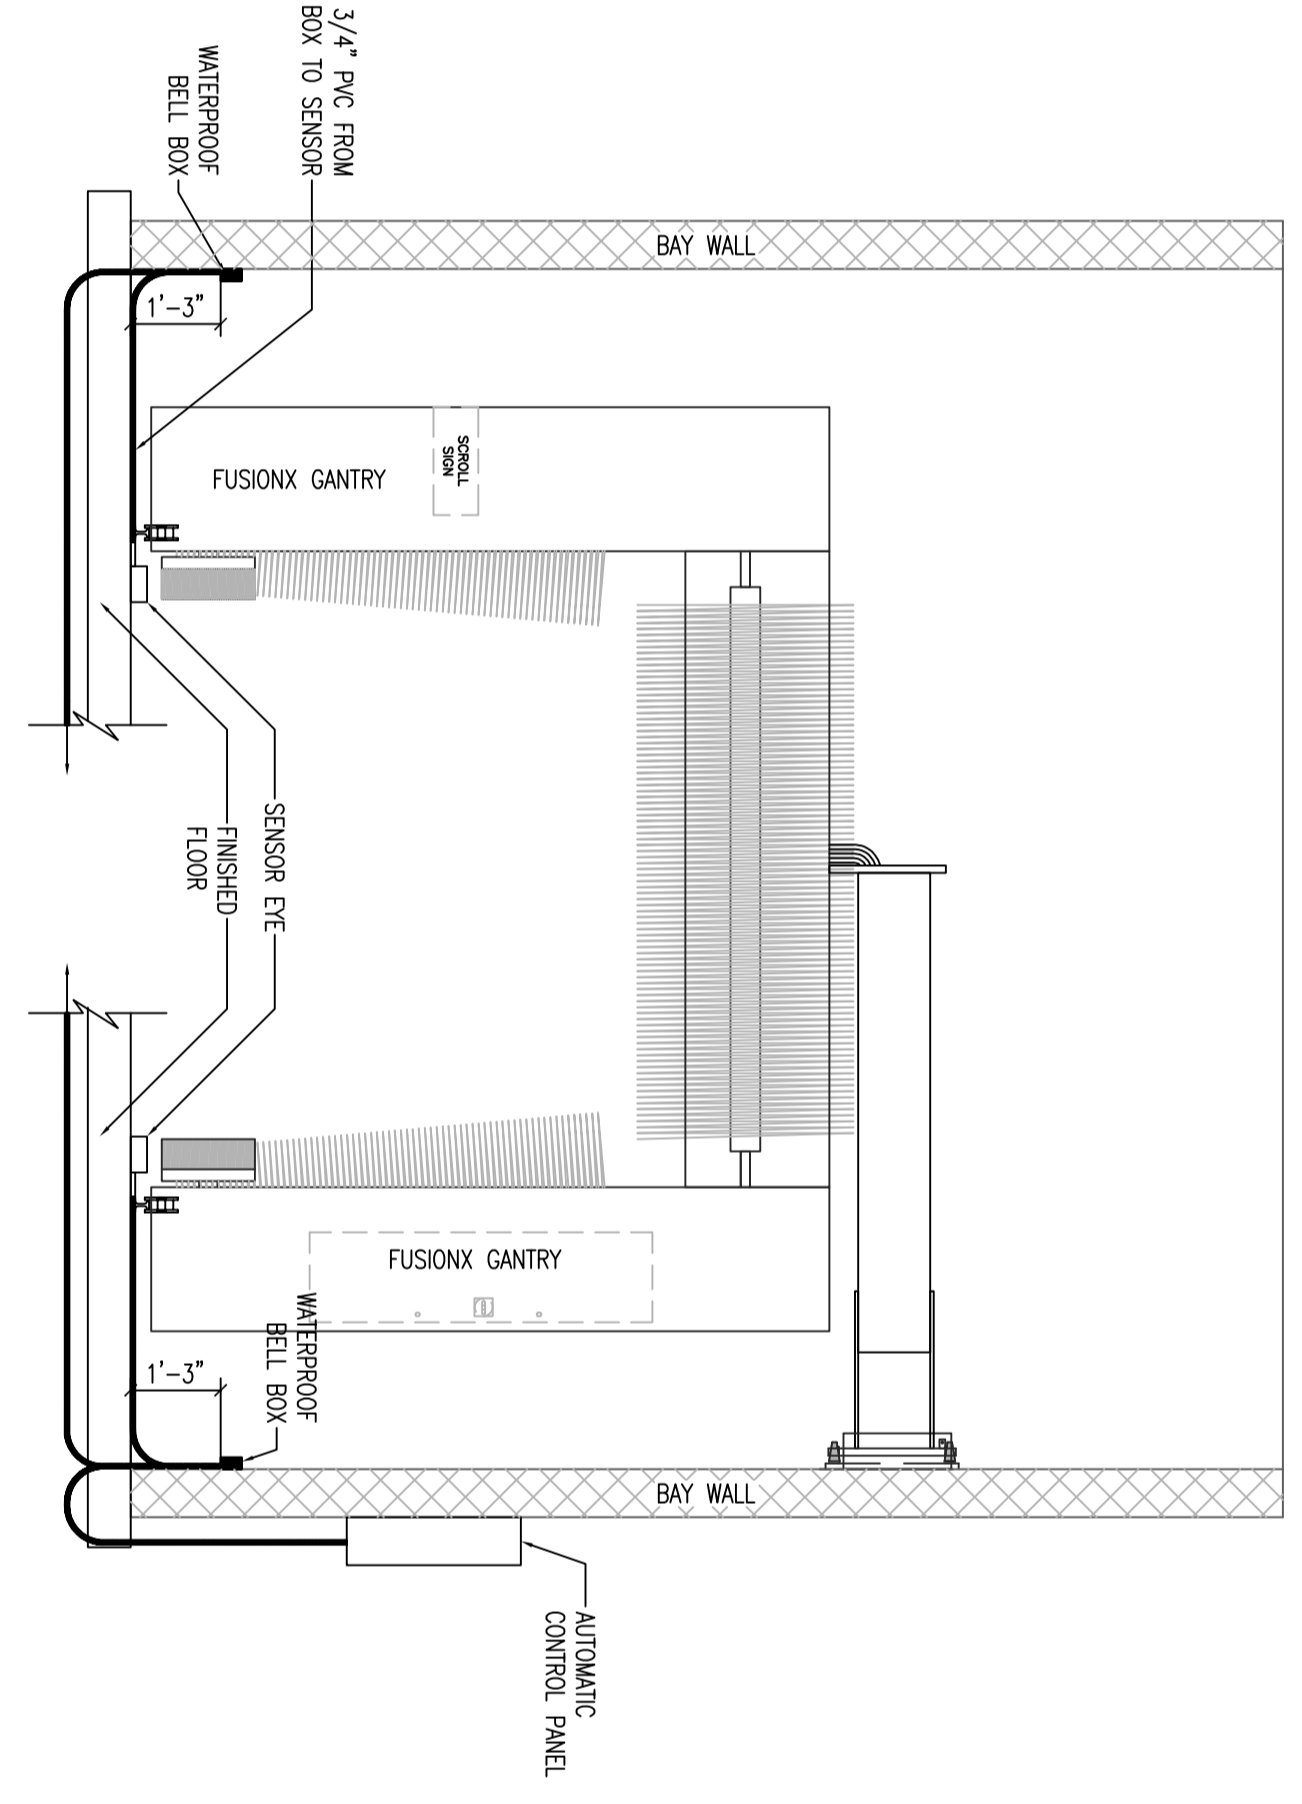 3/4" PVC FROM
BOX TO SENSOR
WATERPROOF
BELL BOX
BAY WALL
1'-3"
SCROLL
SIGN
FUSIONX GANTRY
SENSOR EYE
FINISHED
FLOOR
FUSIONX GANTRY
WATERPROOF
BELL BOX
1'-3"
BAY WALL
AUTOMATIC
CONTROL PANEL